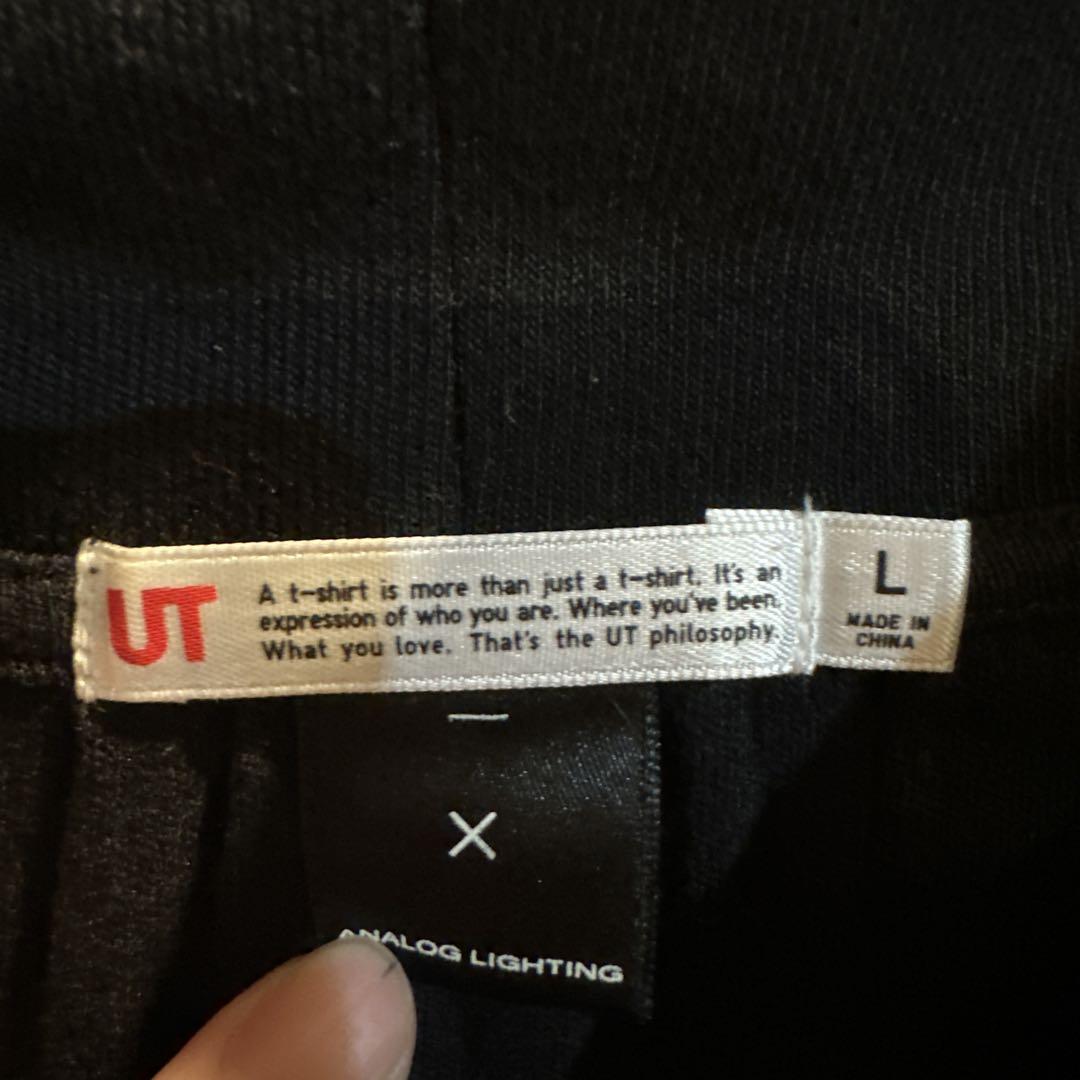 UT
A t-shirt is more than just a t-shirt. It's an
expression of who you are. Where you've been.
What you love. That's the UT philosophy.
L
MADE IN
CHINA
X
ANALOG LIGHTING